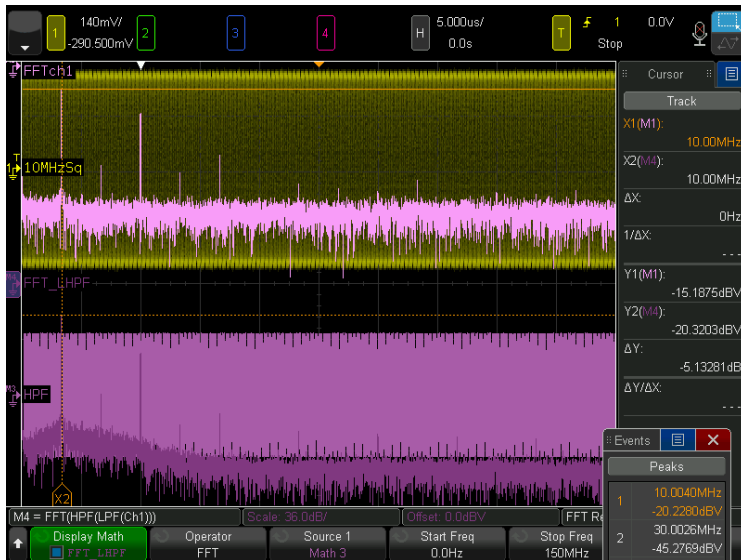 1 140mV/ -290.500mV 2 3 4 H 5.000us/ 0.0s T 1 0.0V Stop
FFTch1
10MHzSq
FFT_LHPF
HPF
X2
Cursor
Track
X1(M1):
10.00MHz
X2(M4):
10.00MHz
ΔX:
0Hz
1/ΔX:
- - -
Y1(M1):
-15.1875dBV
Y2(M4):
-20.3203dBV
ΔY:
-5.13281dB
ΔY/ΔX:
- - -
Events
Peaks
1 10.0040MHz
-20.2280dBV
2 30.0026MHz
-45.2769dBV
M4 = FFT(HPF(LPF(Ch1))) Scale: 36.0dB/ Offset: 0.0dBV FFT Re
Display Math Operator Source 1 Start Freq Stop Freq
FFT_LHPF FFT Math 3 0.0Hz 150MHz